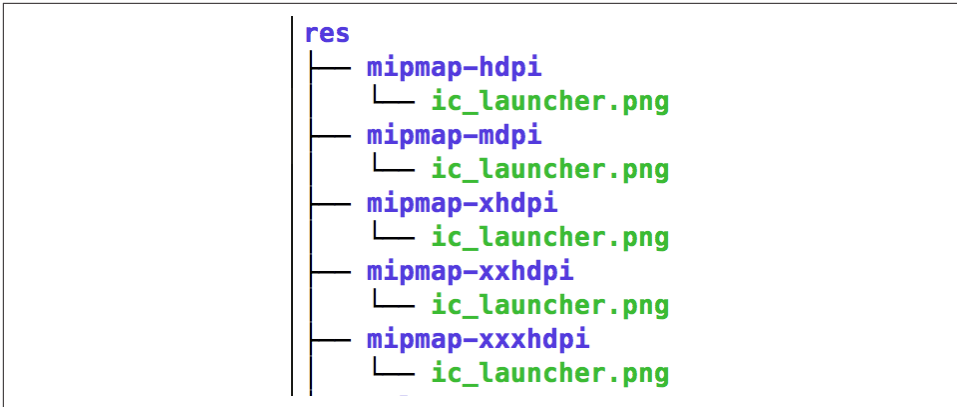 res
├── mipmap-hdpi
│   └── ic_launcher.png
├── mipmap-mdpi
│   └── ic_launcher.png
├── mipmap-xhdpi
│   └── ic_launcher.png
├── mipmap-xxhdpi
│   └── ic_launcher.png
├── mipmap-xxxhdpi
│   └── ic_launcher.png